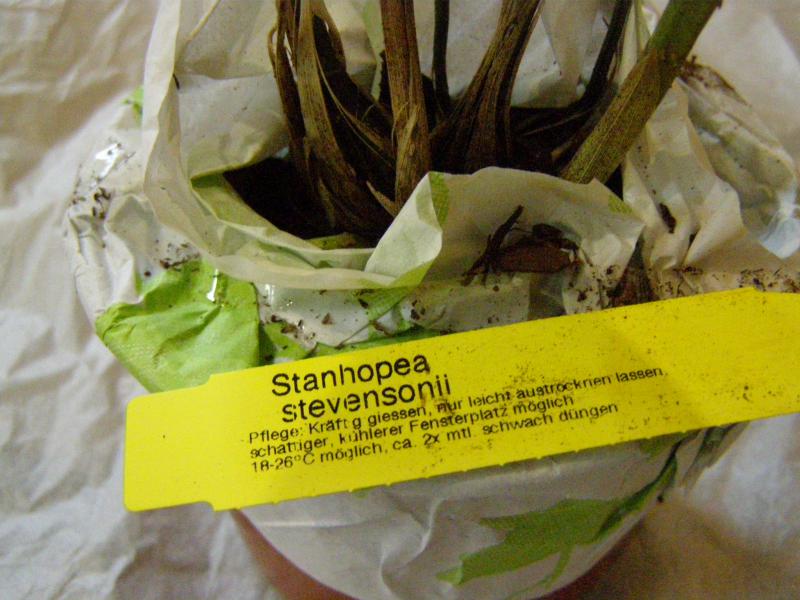 Stanhopea
stevensonii
Pflege: Kräftig giessen, nur leicht austrocknen lassen,
schattiger, kühlerer Fensterplatz möglich
18-26°C möglich, ca. 2x mtl. schwach düngen